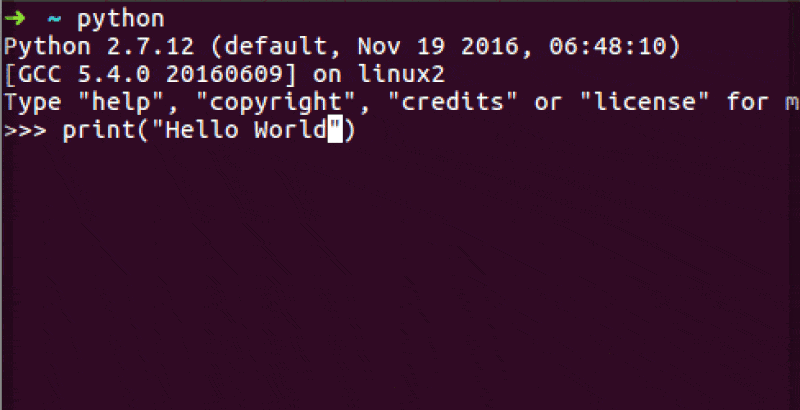 ➜ ~ python
Python 2.7.12 (default, Nov 19 2016, 06:48:10)
[GCC 5.4.0 20160609] on linux2
Type "help", "copyright", "credits" or "license" for m
>>> print("Hello World")